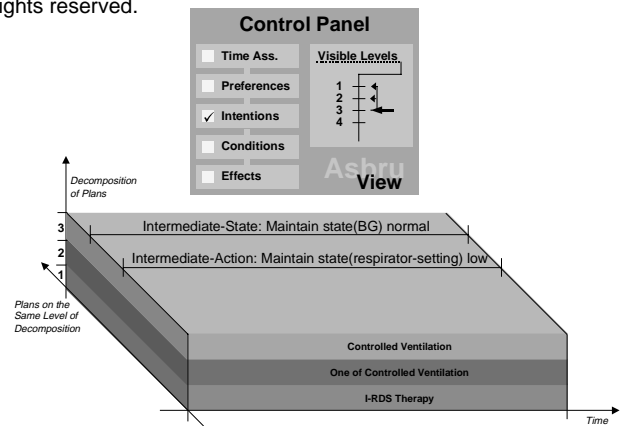 ghts reserved.
Control Panel
Time Ass.
Preferences
Intentions
Conditions
Effects
Visible Levels
1
2
3
4
Asbru
View
Decomposition
of Plans
3
2
1
Plans on the
Same Level of
Decomposition
Intermediate-State: Maintain state(BG) normal
Intermediate-Action: Maintain state(respirator-setting) low
Controlled Ventilation
One of Controlled Ventilation
I-RDS Therapy
Time